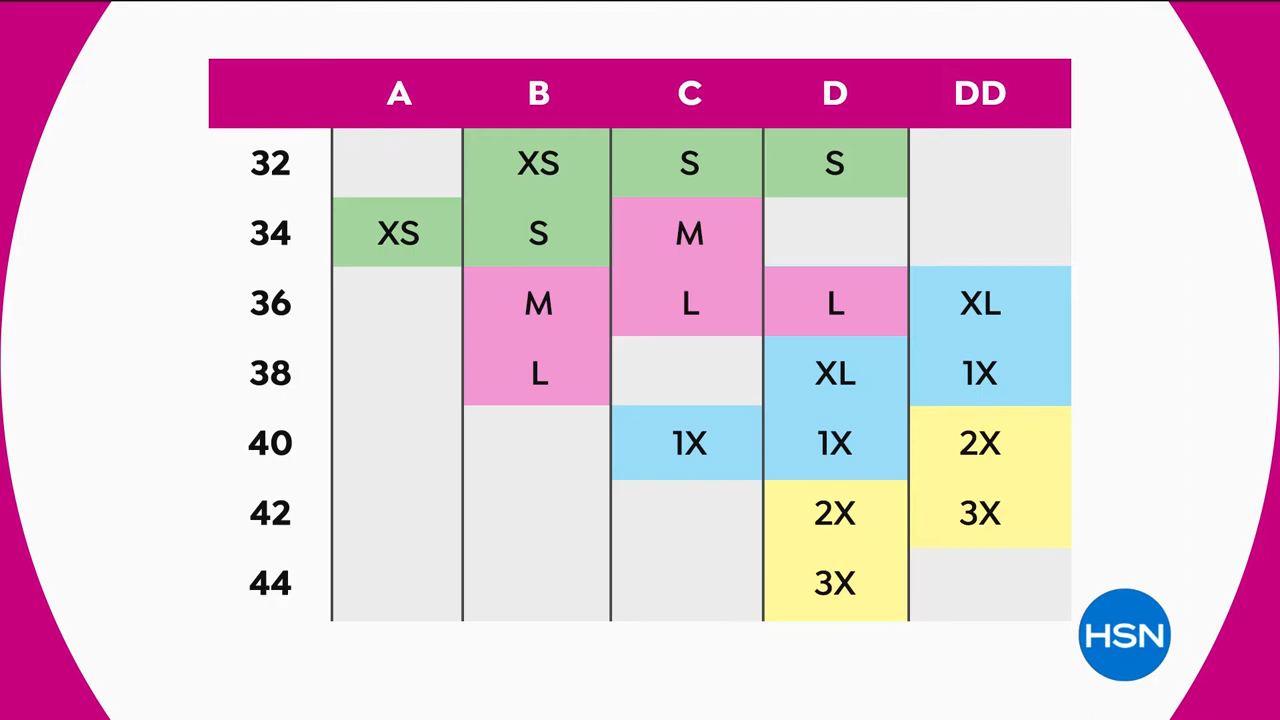 A B C D DD
32 XS S S
34 XS S M
36 M L L XL
38 L XL 1X
40 1X 1X 2X
42 2X 3X
44 3X
HSN